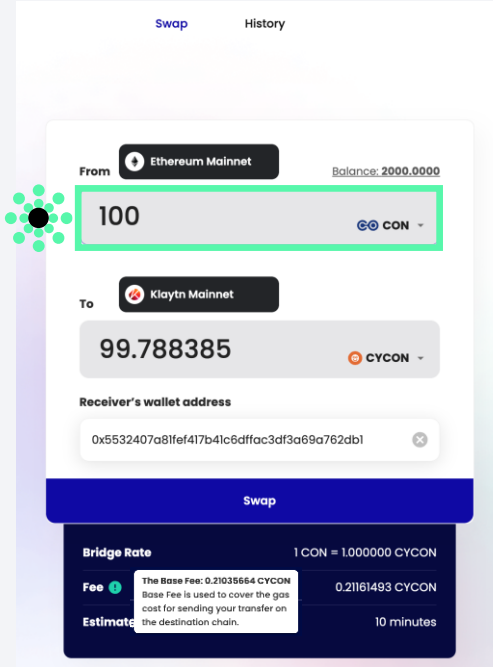 Swap History
From Ethereum Mainnet Balance: 2000.0000
100 CON
To Klaytn Mainnet
99.788385 CYCON
Receiver's wallet address
0x5532407a81fef417b41c6dffac3df3a69a762db1
Swap
Bridge Rate 1 CON = 1.000000 CYCON
Fee 0.21161493 CYCON
The Base Fee: 0.21035664 CYCON
Base Fee is used to cover the gas
cost for sending your transfer on
the destination chain.
10 minutes